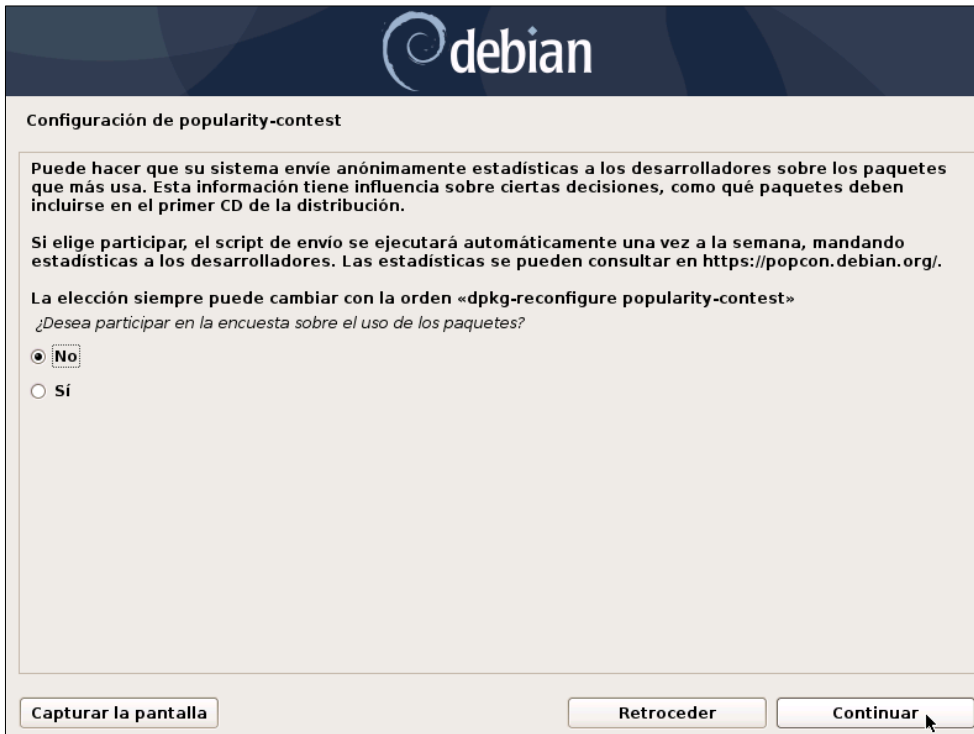 debian
Configuración de popularity-contest
Puede hacer que su sistema envíe anónimamente estadísticas a los desarrolladores sobre los paquetes
que más usa. Esta información tiene influencia sobre ciertas decisiones, como qué paquetes deben
incluirse en el primer CD de la distribución.
Si elige participar, el script de envío se ejecutará automáticamente una vez a la semana, mandando
estadísticas a los desarrolladores. Las estadísticas se pueden consultar en https://popcon.debian.org/.
La elección siempre puede cambiar con la orden «dpkg-reconfigure popularity-contest»
¿Desea participar en la encuesta sobre el uso de los paquetes?
No
Sí
Capturar la pantalla
Retroceder
Continuar